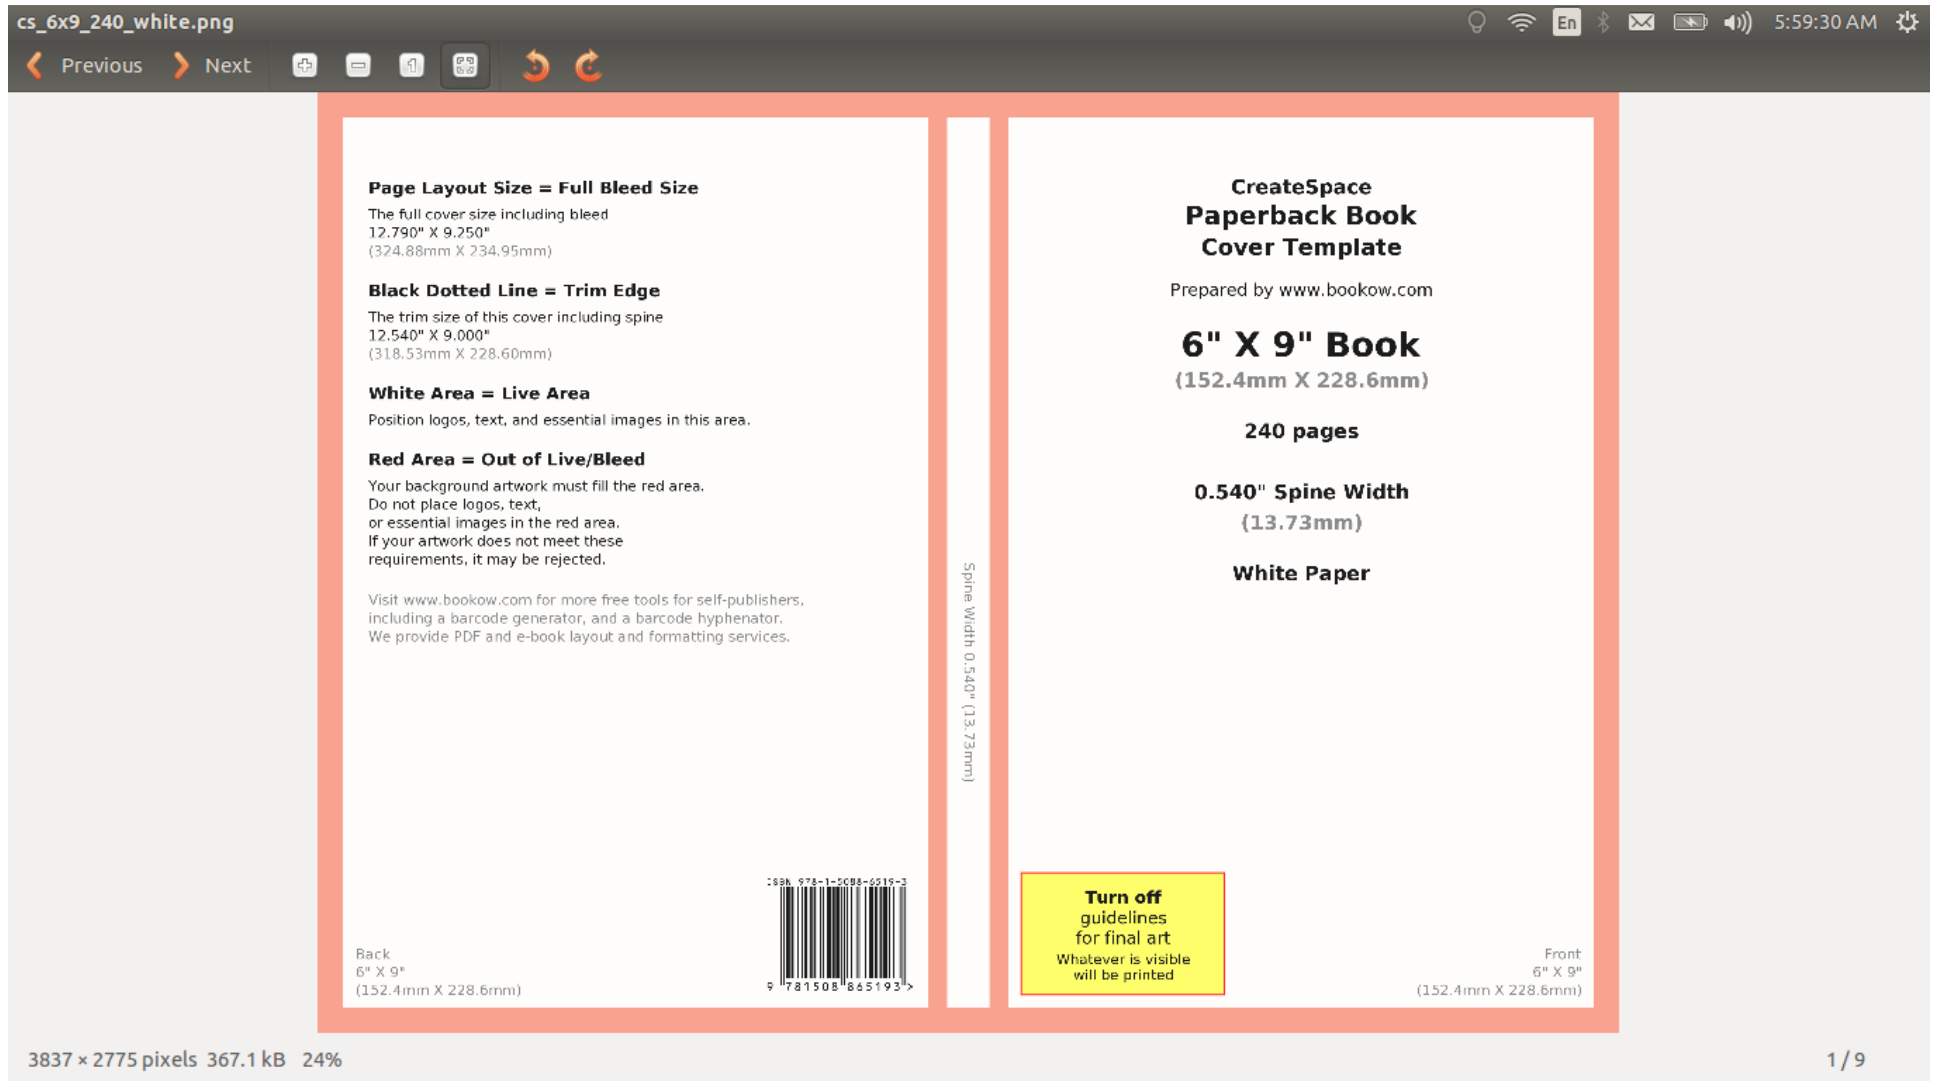 cs_6x9_240_white.png
En
5:59:30 AM
Previous
Next
Page Layout Size = Full Bleed Size
The full cover size including bleed
12.790" X 9.250"
(324.88mm X 234.95mm)
Black Dotted Line = Trim Edge
The trim size of this cover including spine
12.540" X 9.000"
(318.53mm X 228.60mm)
White Area = Live Area
Position logos, text, and essential images in this area.
Red Area = Out of Live/Bleed
Your background artwork must fill the red area.
Do not place logos, text,
or essential images in the red area.
If your artwork does not meet these
requirements, it may be rejected.
Visit www.bookow.com for more free tools for self-publishers,
including a barcode generator, and a barcode hyphenator.
We provide PDF and e-book layout and formatting services.
Back
6" X 9"
(152.4mm X 228.6mm)
ISBN 978-1-5088-6519-3
9 781508 865193 >
Spine Width 0.540" (13.73mm)
CreateSpace
Paperback Book
Cover Template
Prepared by www.bookow.com
6" X 9" Book
(152.4mm X 228.6mm)
240 pages
0.540" Spine Width
(13.73mm)
White Paper
Turn off
guidelines
for final art
Whatever is visible
will be printed
Front
6" X 9"
(152.4mm X 228.6mm)
3837 × 2775 pixels 367.1 kB 24%
1 / 9